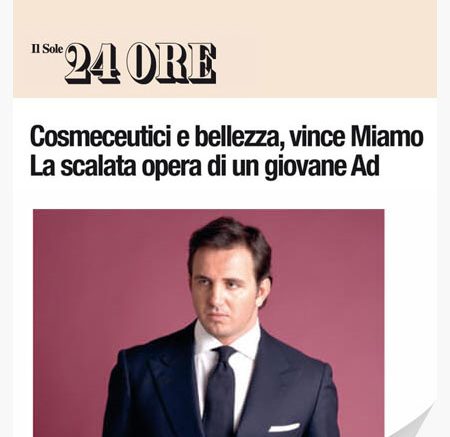 Il Sole
24 ORE
Cosmeceutici e bellezza, vince Miamo
La scalata opera di un giovane Ad